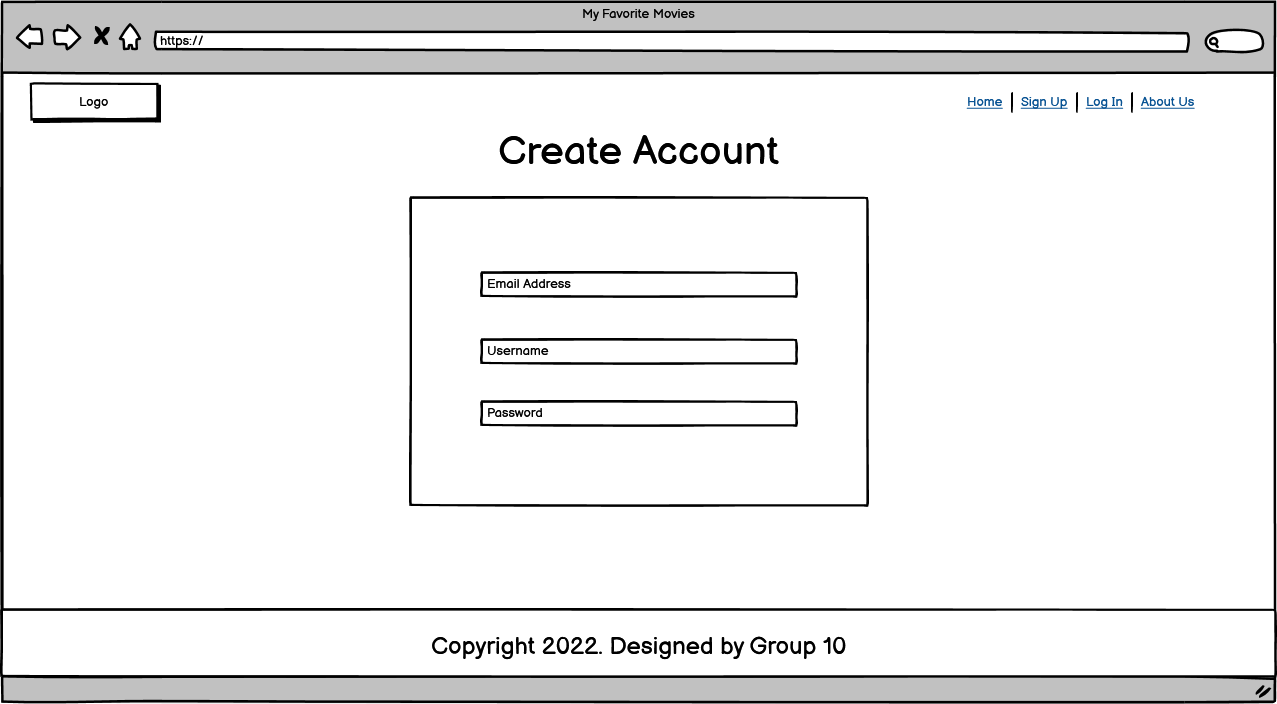 My Favorite Movies
https://
Logo
Home Sign Up Log In About Us
Create Account
Email Address
Username
Password
Copyright 2022. Designed by Group 10